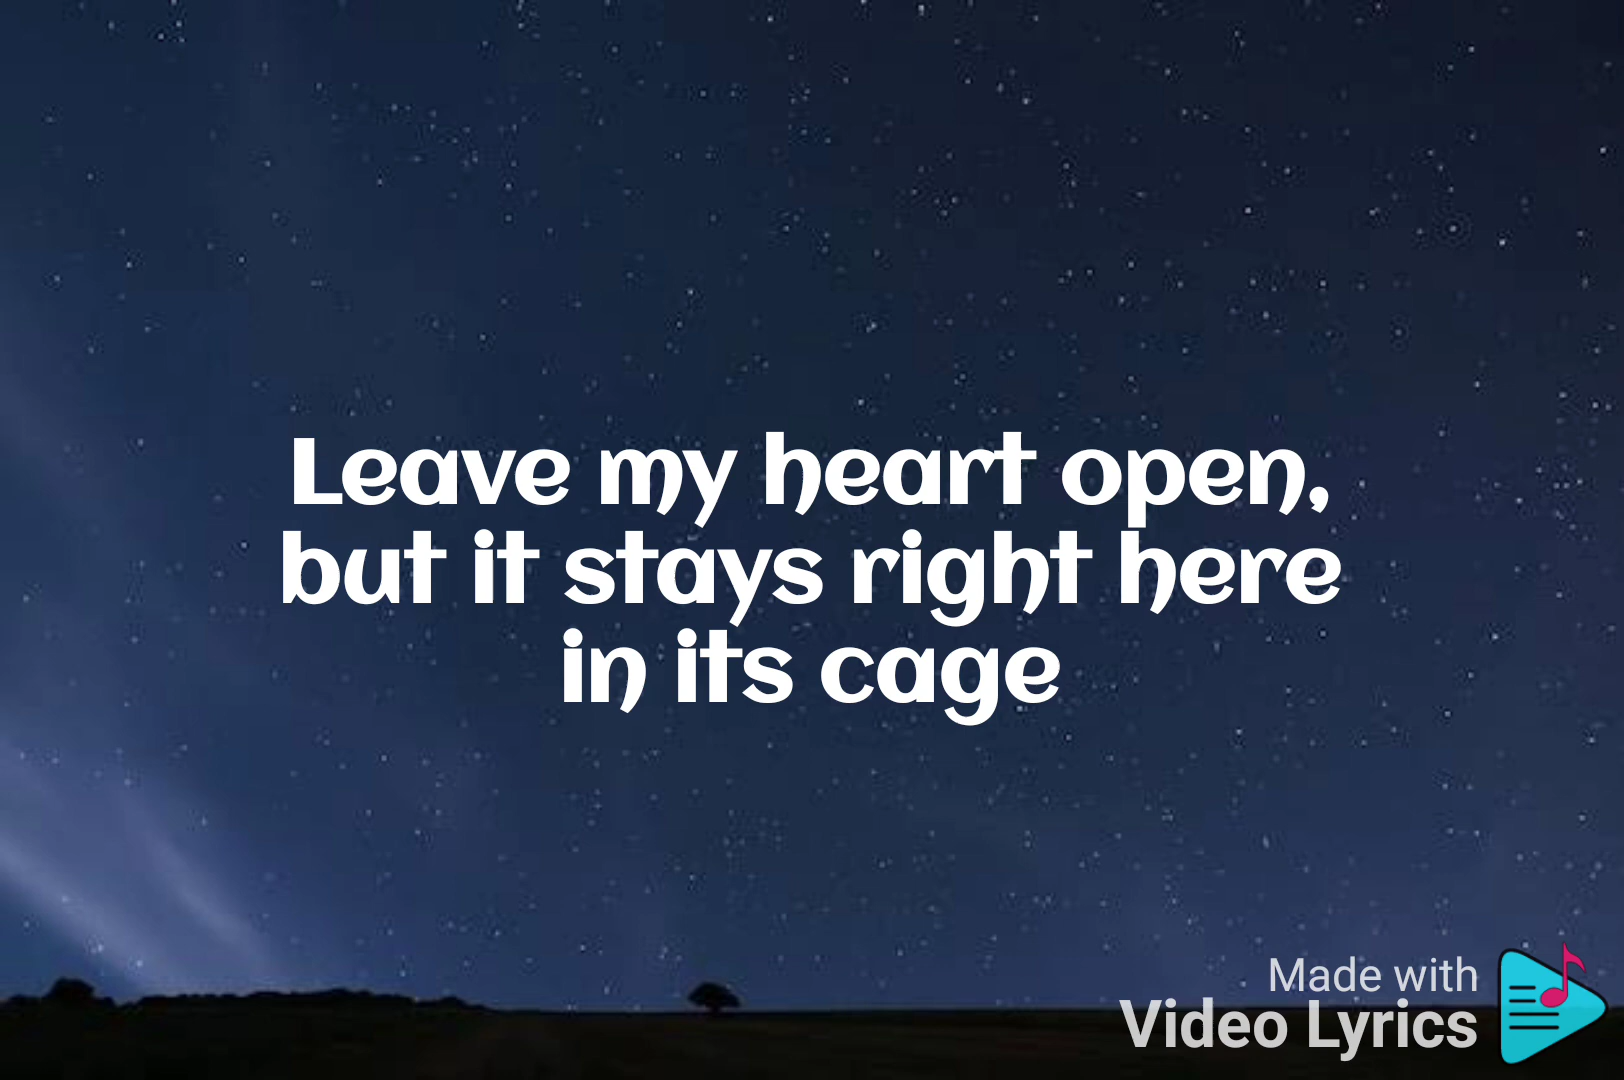 Leave my heart open,
but it stays right here
in its cage
Made with
Video Lyrics